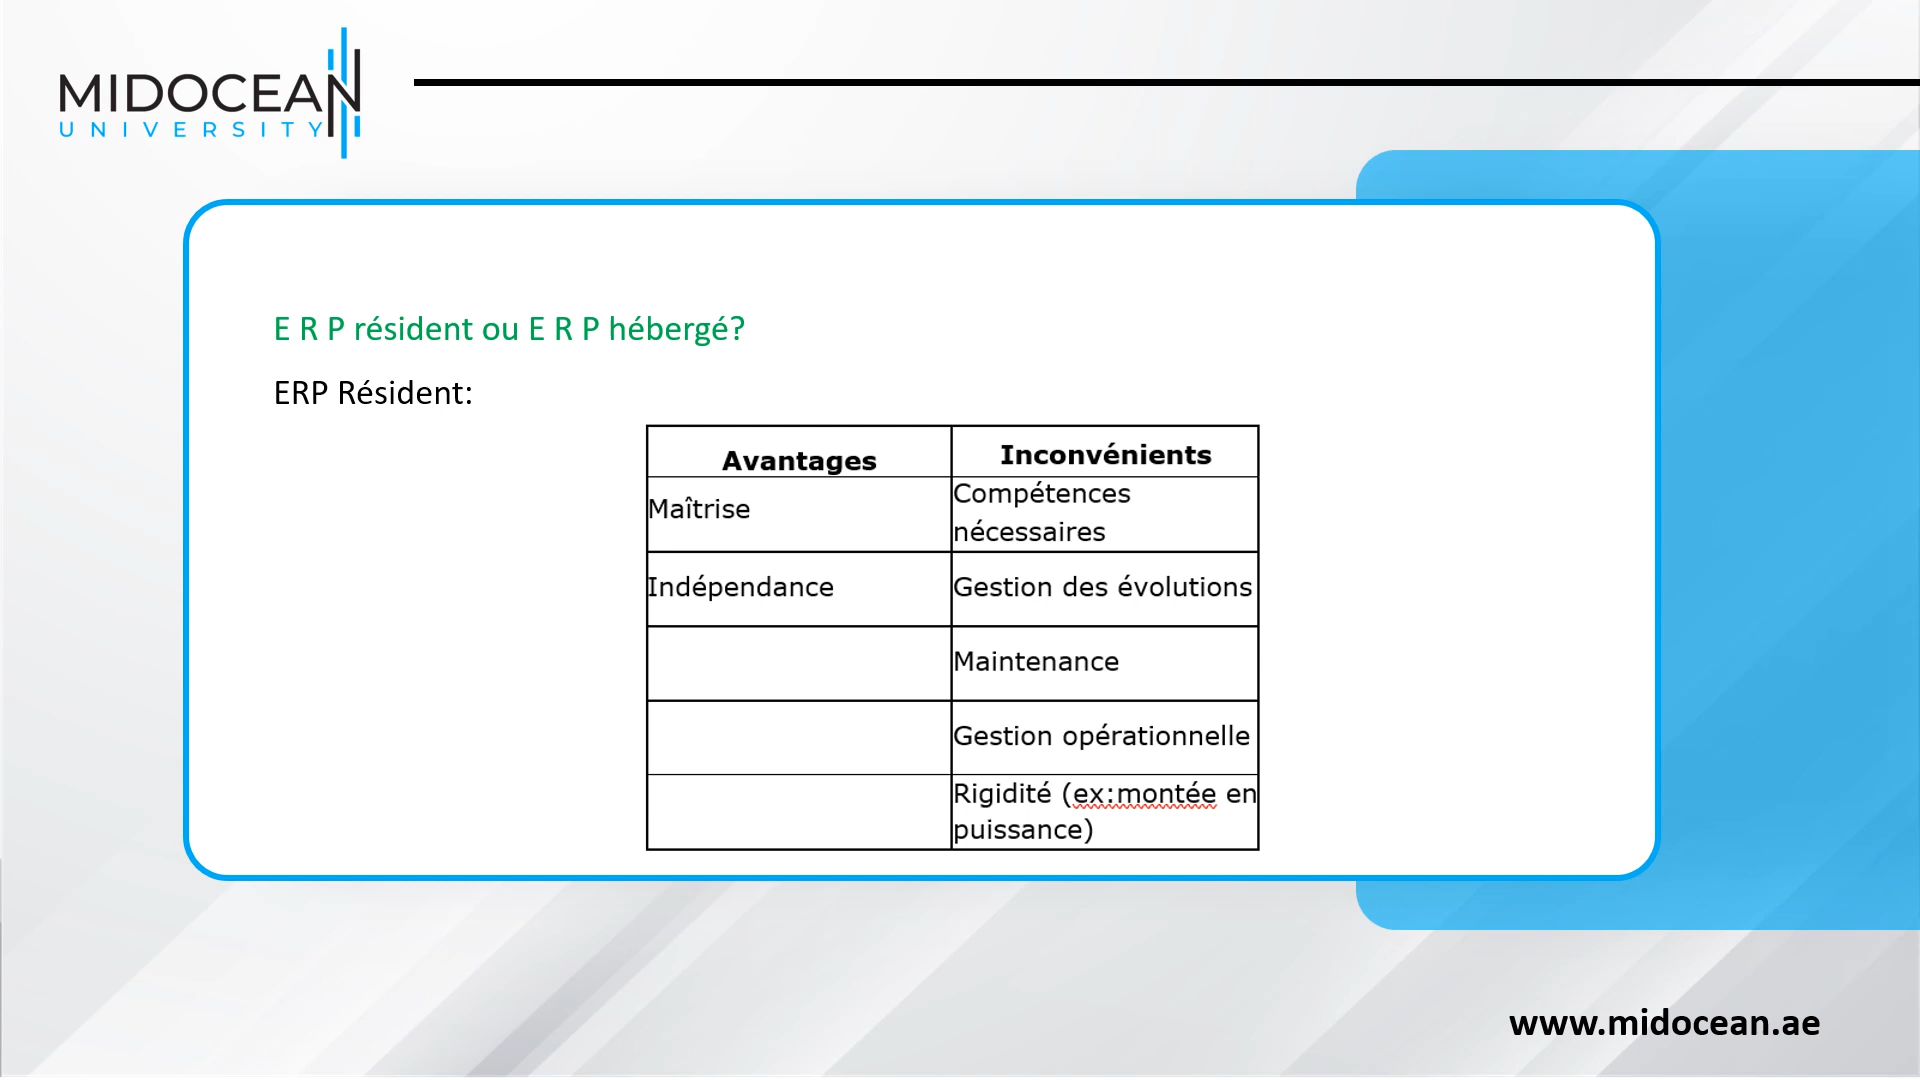 MIDOCEAN
UNIVERSITY
E R P résident ou E R P hébergé?
ERP Résident:
Avantages
Inconvénients
Maîtrise
Compétences
nécessaires
Indépendance
Gestion des évolutions
Maintenance
Gestion opérationnelle
Rigidité (ex:montée en
puissance)
www.midocean.ae